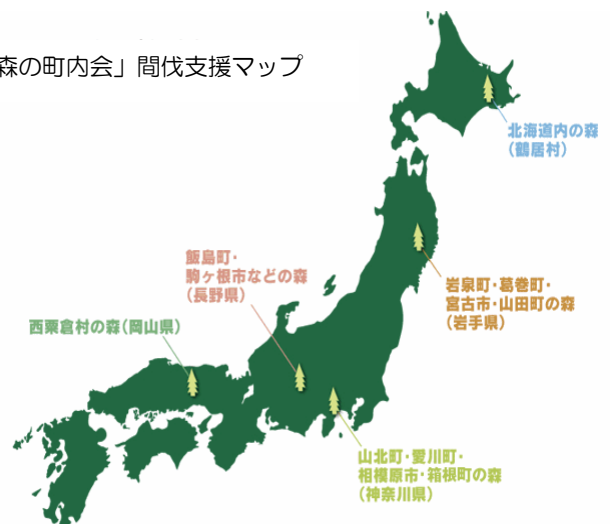 森の町内会」間伐支援マップ
北海道内の森
(鶴居村)
飯島町・
駒ヶ根市などの森
(長野県)
岩泉町・葛巻町・
宮古市・山田町の森
(岩手県)
西粟倉村の森(岡山県)
山北町・愛川町・
相模原市・箱根町の森
(神奈川県)